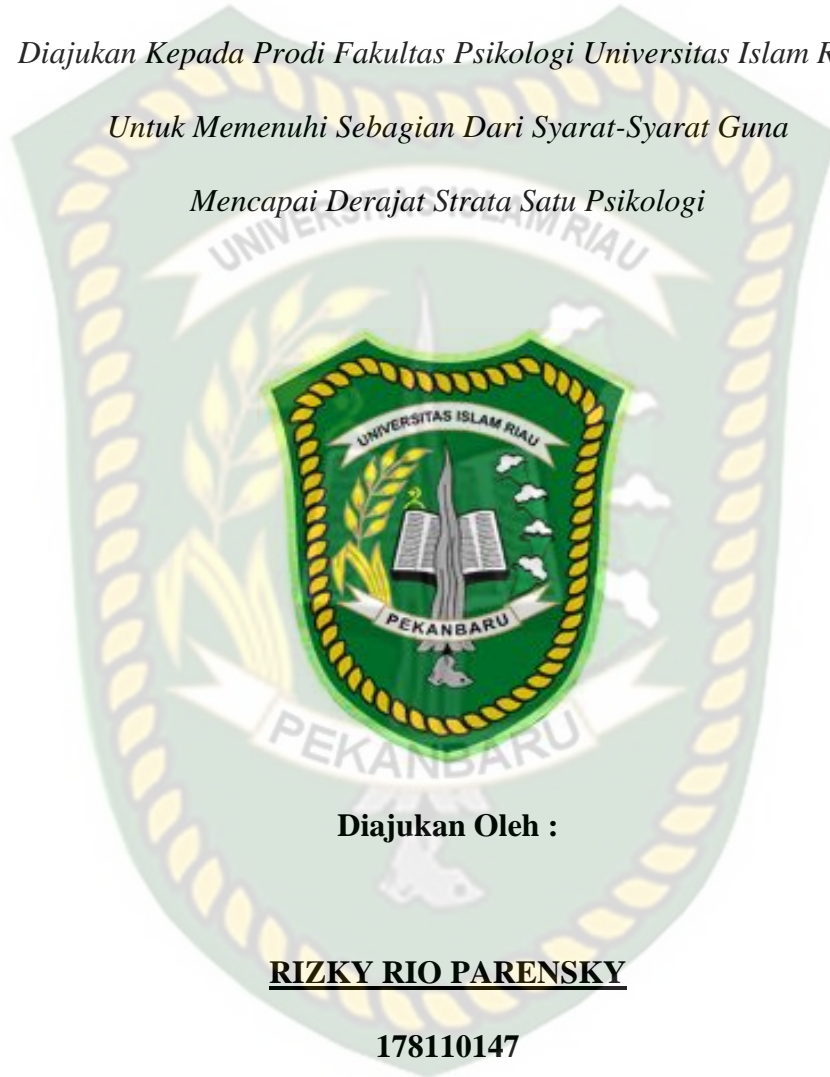 Diajukan Kepada Prodi Fakultas Psikologi Universitas Islam R
Untuk Memenuhi Sebagian Dari Syarat-Syarat Guna
Mencapai Derajat Strata Satu Psikologi
UNIVERSITAS ISLAM RIAU
UNIVERSITAS ISLAM RIAU
PEKANBARU
PEKANBARU
Diajukan Oleh :
RIZKY RIO PARENSKY
178110147